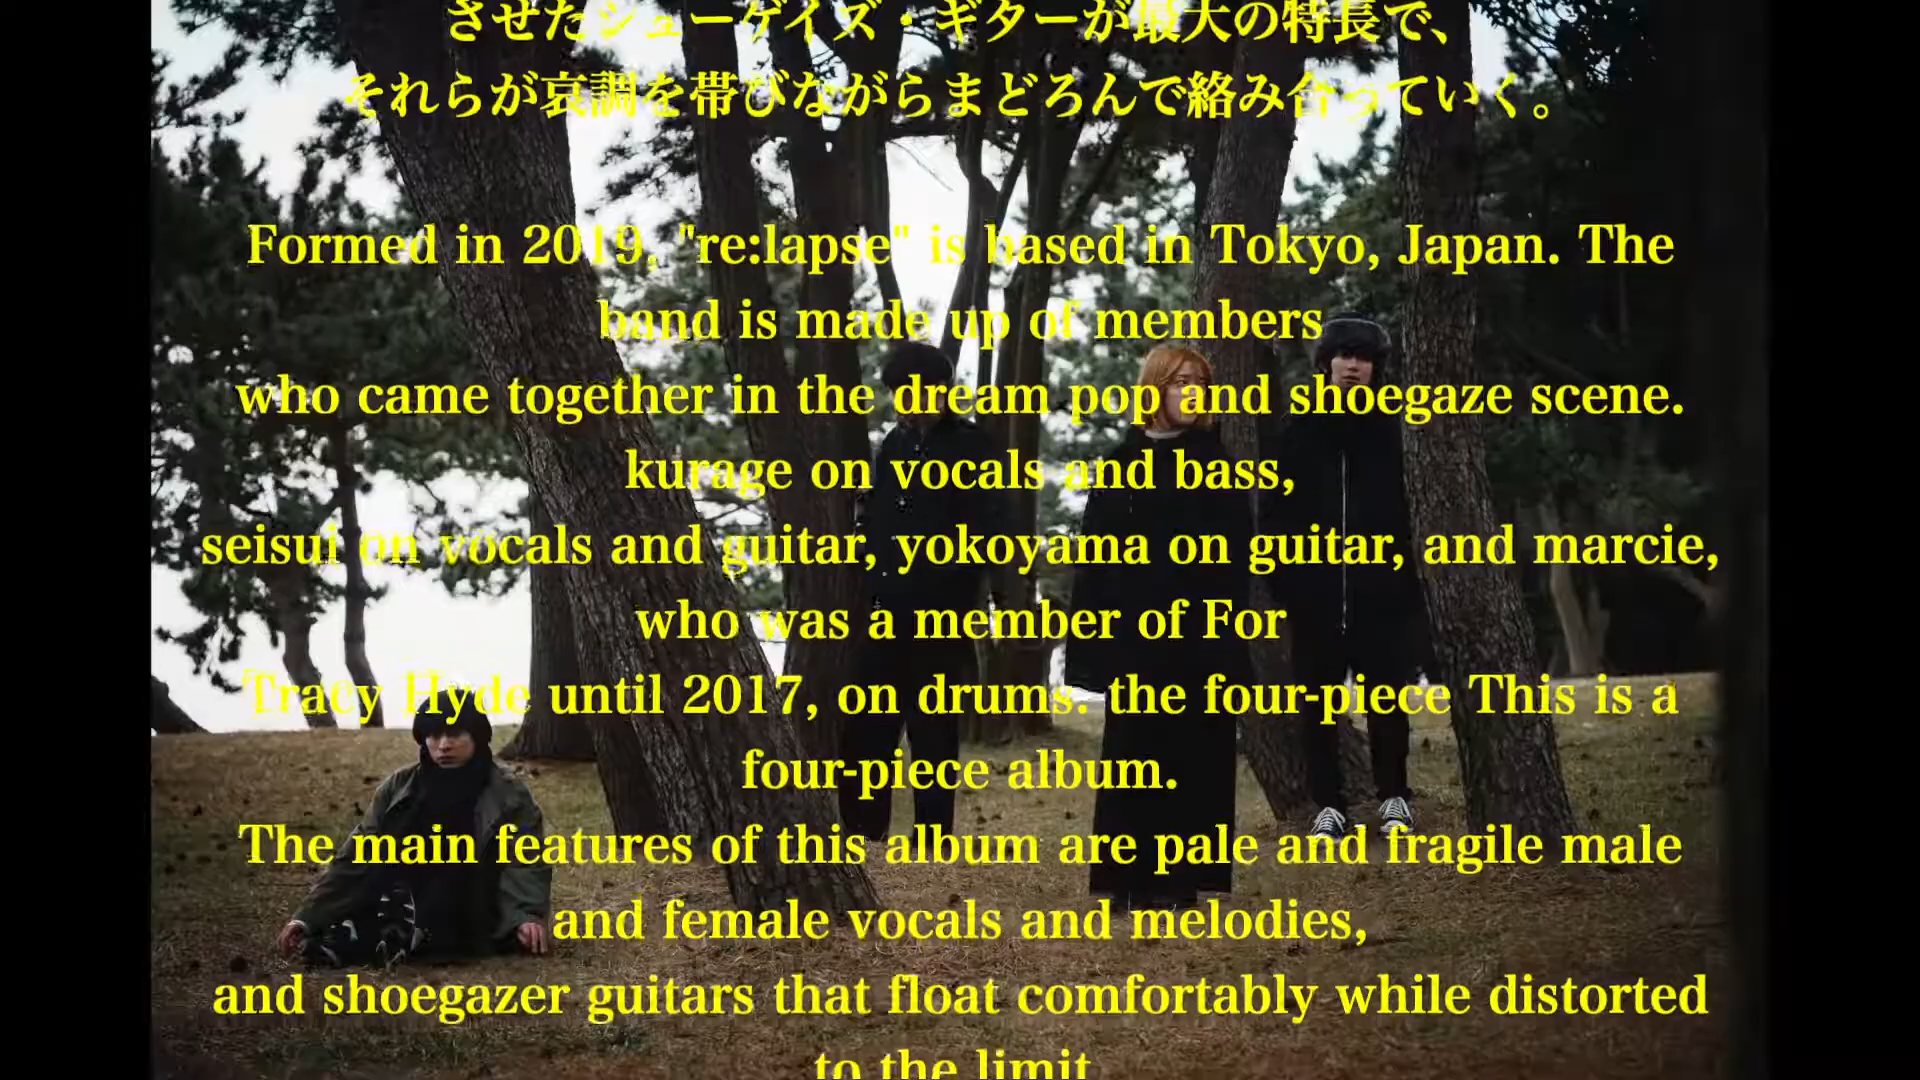 させたシューゲイズ・ギターが最大の特長で、
それらが哀調を帯びながらまどろんで絡み合っていく。
Formed in 2019, "re:lapse" is based in Tokyo, Japan. The
band is made up of members
who came together in the dream pop and shoegaze scene.
kurage on vocals and bass,
seisui on vocals and guitar, yokoyama on guitar, and marcie,
who was a member of For
Tracy Hyde until 2017, on drums. the four-piece This is a
four-piece album.
The main features of this album are pale and fragile male
and female vocals and melodies,
and shoegazer guitars that float comfortably while distorted
to the limit